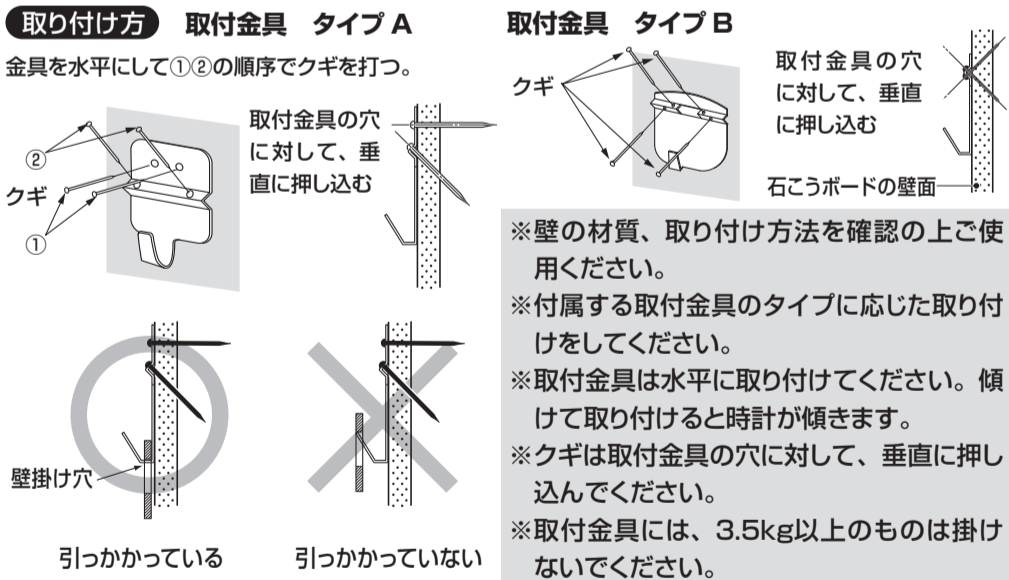 取り付け方 取付金具 タイプ A
金具を水平にして①②の順序でクギを打つ。
②
クギ
①
取付金具の穴
に対して、垂
直に押し込む
壁掛け穴
引っかかっている
引っかかっていない
取付金具 タイプ B
クギ
取付金具の穴
に対して、垂直
に押し込む
石こうボードの壁面
※壁の材質、取り付け方法を確認の上ご使
用ください。
※付属する取付金具のタイプに応じた取り付
けをしてください。
※取付金具は水平に取り付けてください。傾
けて取り付けると時計が傾きます。
※クギは取付金具の穴に対して、垂直に押し
込んでください。
※取付金具には、3.5kg以上のものは掛け
ないでください。